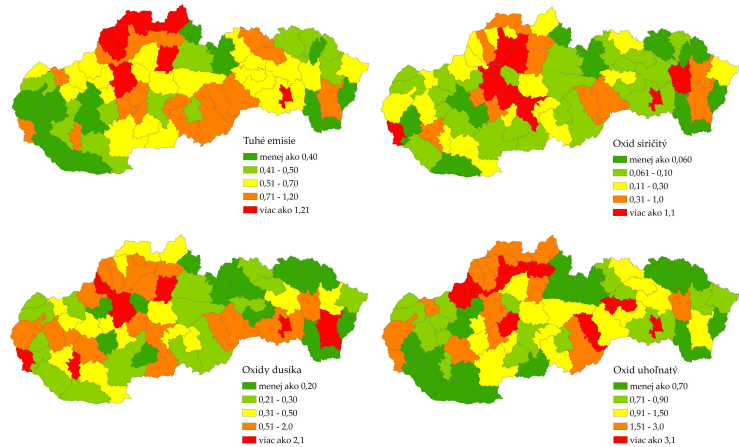 Tuhé emisie
menej ako 0,40
0,41 - 0,50
0,51 - 0,70
0,71 - 1,20
viac ako 1,21
Oxid siričitý
menej ako 0,060
0,061 - 0,10
0,11 - 0,30
0,31 - 1,0
viac ako 1,1
Oxidy dusíka
menej ako 0,20
0,21 - 0,30
0,31 - 0,50
0,51 - 2,0
viac ako 2,1
Oxid uhoľnatý
menej ako 0,70
0,71 - 0,90
0,91 - 1,50
1,51 - 3,0
viac ako 3,1